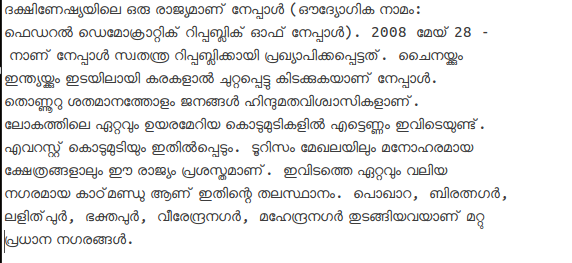 ദക്ഷിണേഷ്യയിലെ ഒരു രാജ്യമാണ് നേപ്പാൾ (ഔദ്യോഗിക നാമം:
ഫെഡറൽ ഡെമോക്രാറ്റിക് റിപ്പബ്ലിക് ഓഫ് നേപ്പാൾ). 2008 മേയ് 28 -
നാണ് നേപ്പാൾ സ്വതന്ത്ര റിപ്പബ്ലിക്കായി പ്രഖ്യാപിക്കപ്പെട്ടത്. ചൈനയ്ക്കും
ഇന്ത്യയ്ക്കും ഇടയിലായി കരകളാൽ ചുറ്റപ്പെട്ടു കിടക്കുകയാണ് നേപ്പാൾ.
തൊണ്ണൂറു ശതമാനത്തോളം ജനങ്ങൾ ഹിന്ദുമതവിശ്വാസികളാണ്.
ലോകത്തിലെ ഏറ്റവും ഉയരമേറിയ കൊടുമുടികളിൽ എട്ടെണ്ണം ഇവിടെയുണ്ട്.
എവറസ്റ്റ് കൊടുമുടിയും ഇതിൽപ്പെടും. ടൂറിസം മേഖലയിലും മനോഹരമായ
ക്ഷേത്രങ്ങളാലും ഈ രാജ്യം പ്രശസ്തമാണ്. ഇവിടത്തെ ഏറ്റവും വലിയ
നഗരമായ കാഠ്മണ്ഡു ആണ് ഇതിന്റെ തലസ്ഥാനം. പൊഖാറ, ബിരത്നഗർ,
ലളിത്പുർ, ഭക്തപുർ, വീരേന്ദ്രനഗർ, മഹേന്ദ്രനഗർ തുടങ്ങിയവയാണ് മറ്റു
പ്രധാന നഗരങ്ങൾ.